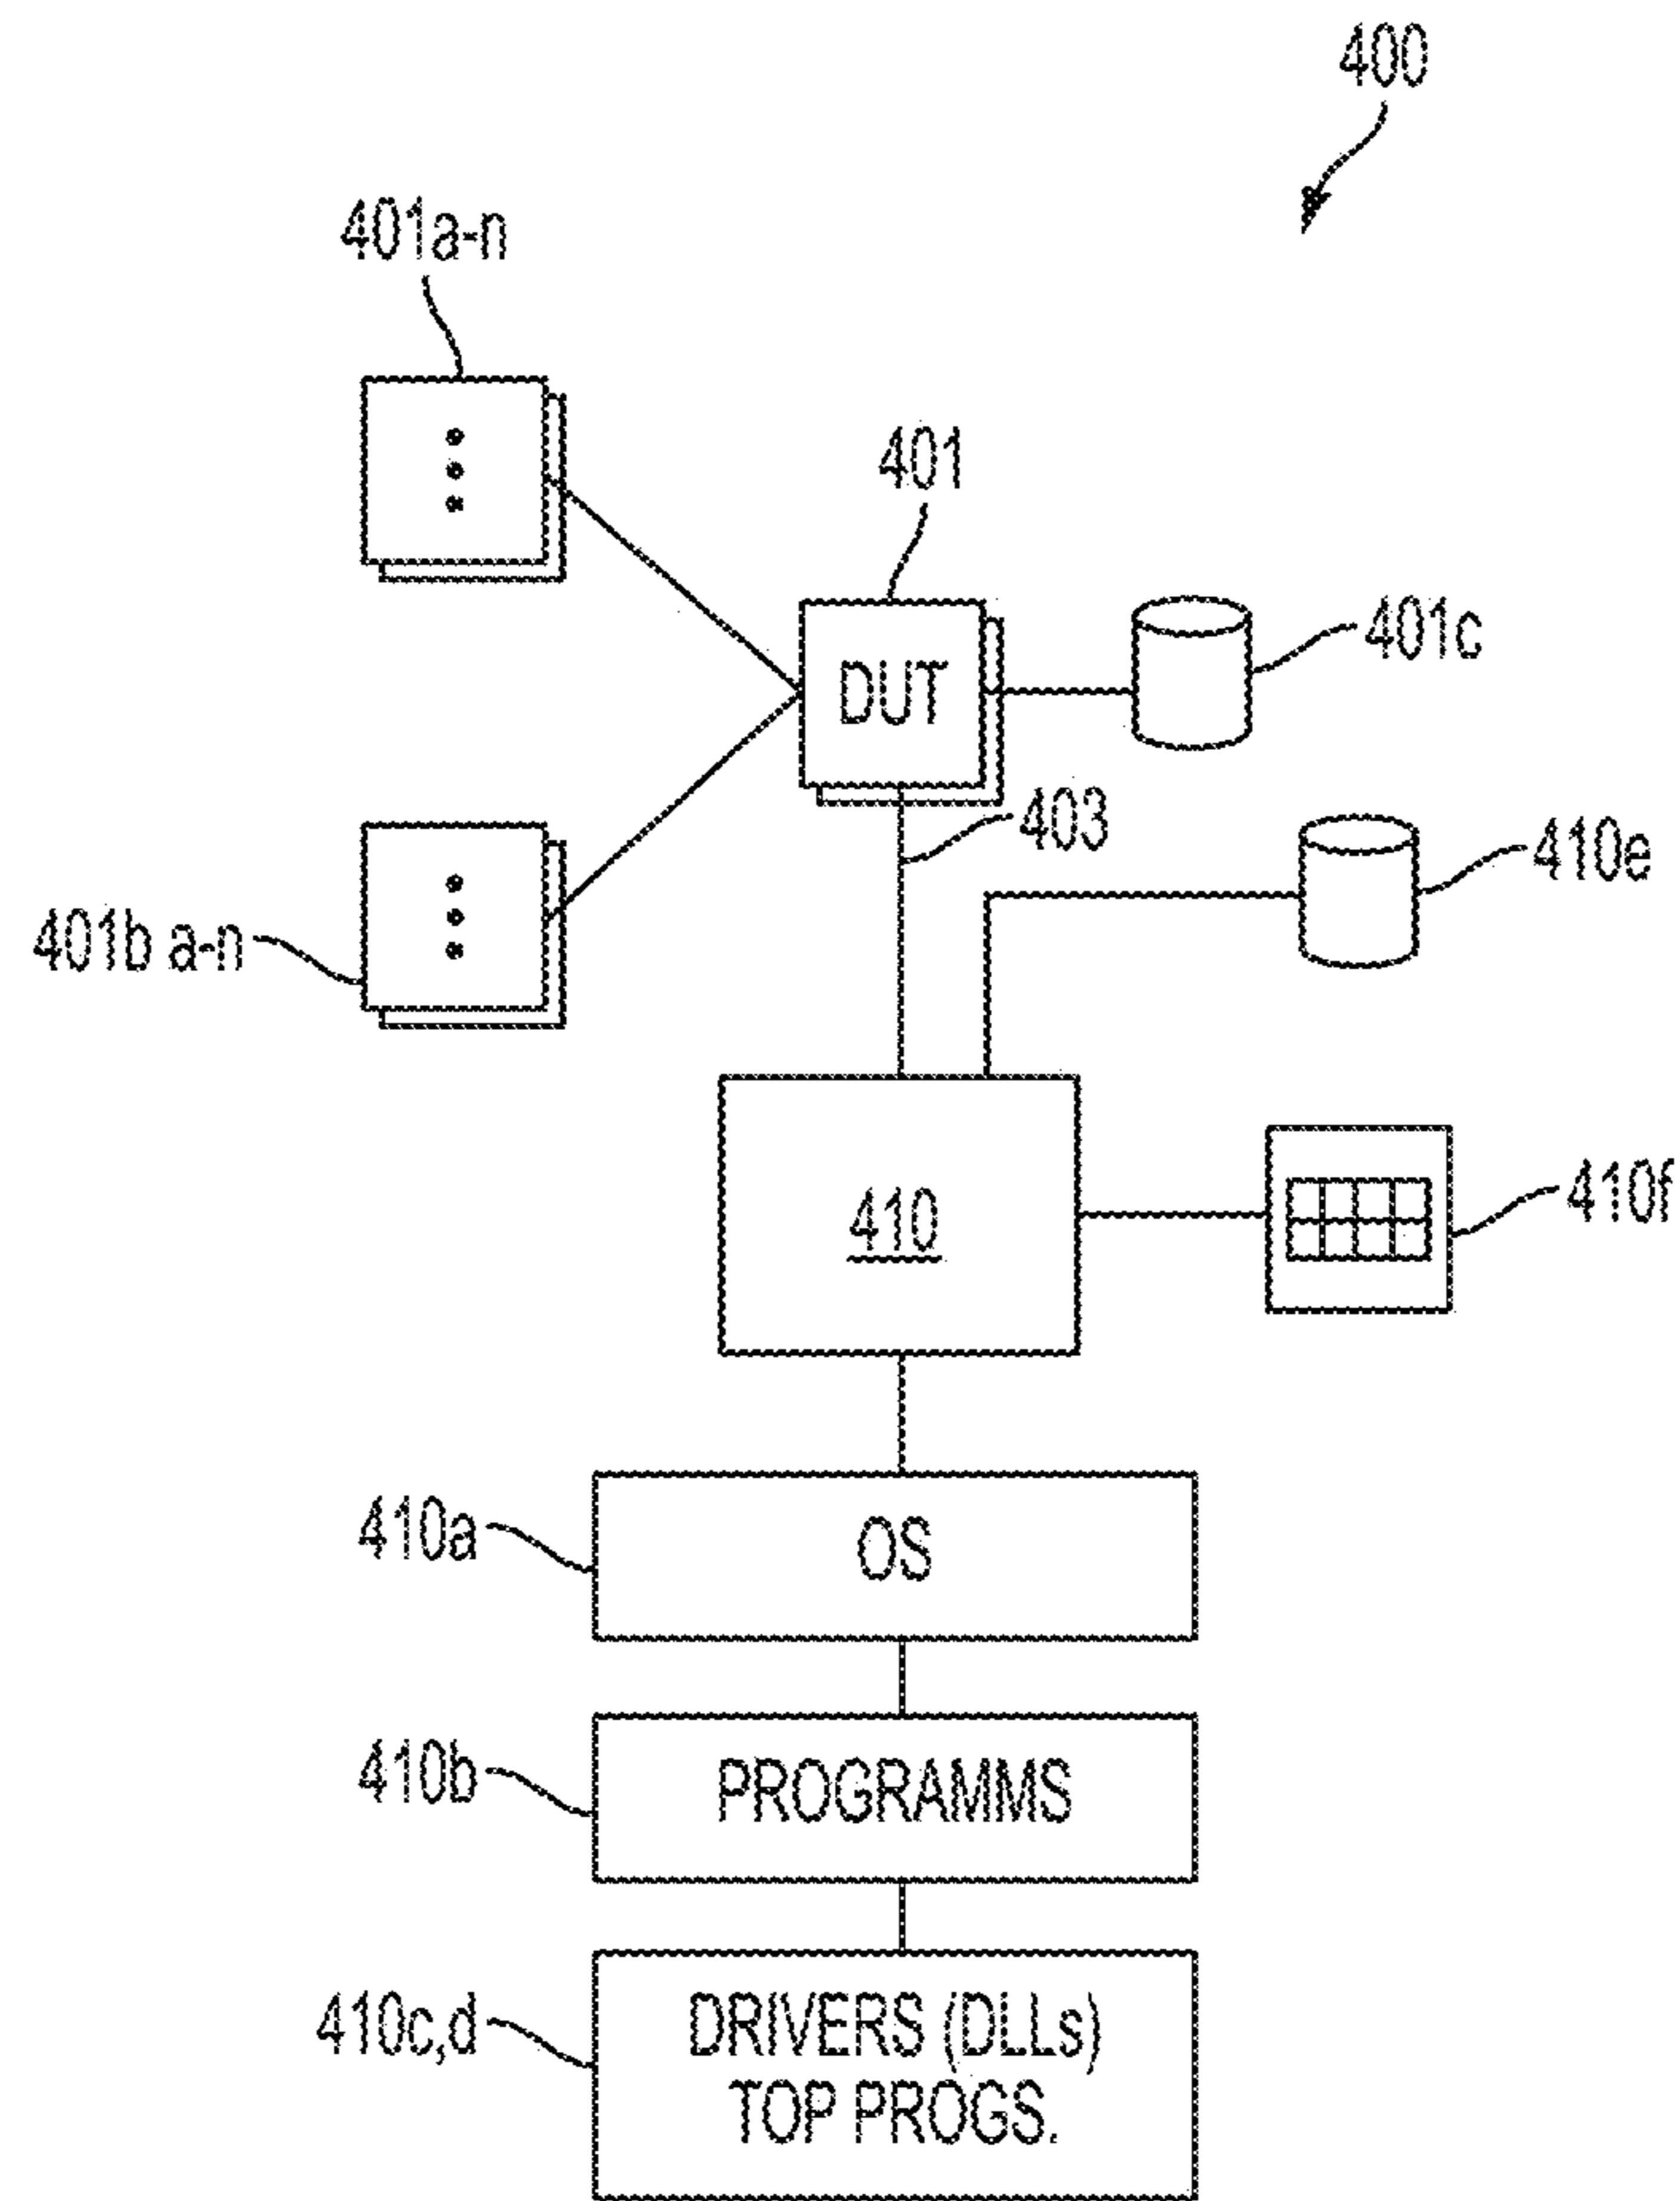 400
401a-n
401
DUT
401c
403
410e
401b a-n
410
410f
410a
OS
410b
PROGRAMMS
410c,d
DRIVERS (DLLs)
TOP PROGS.